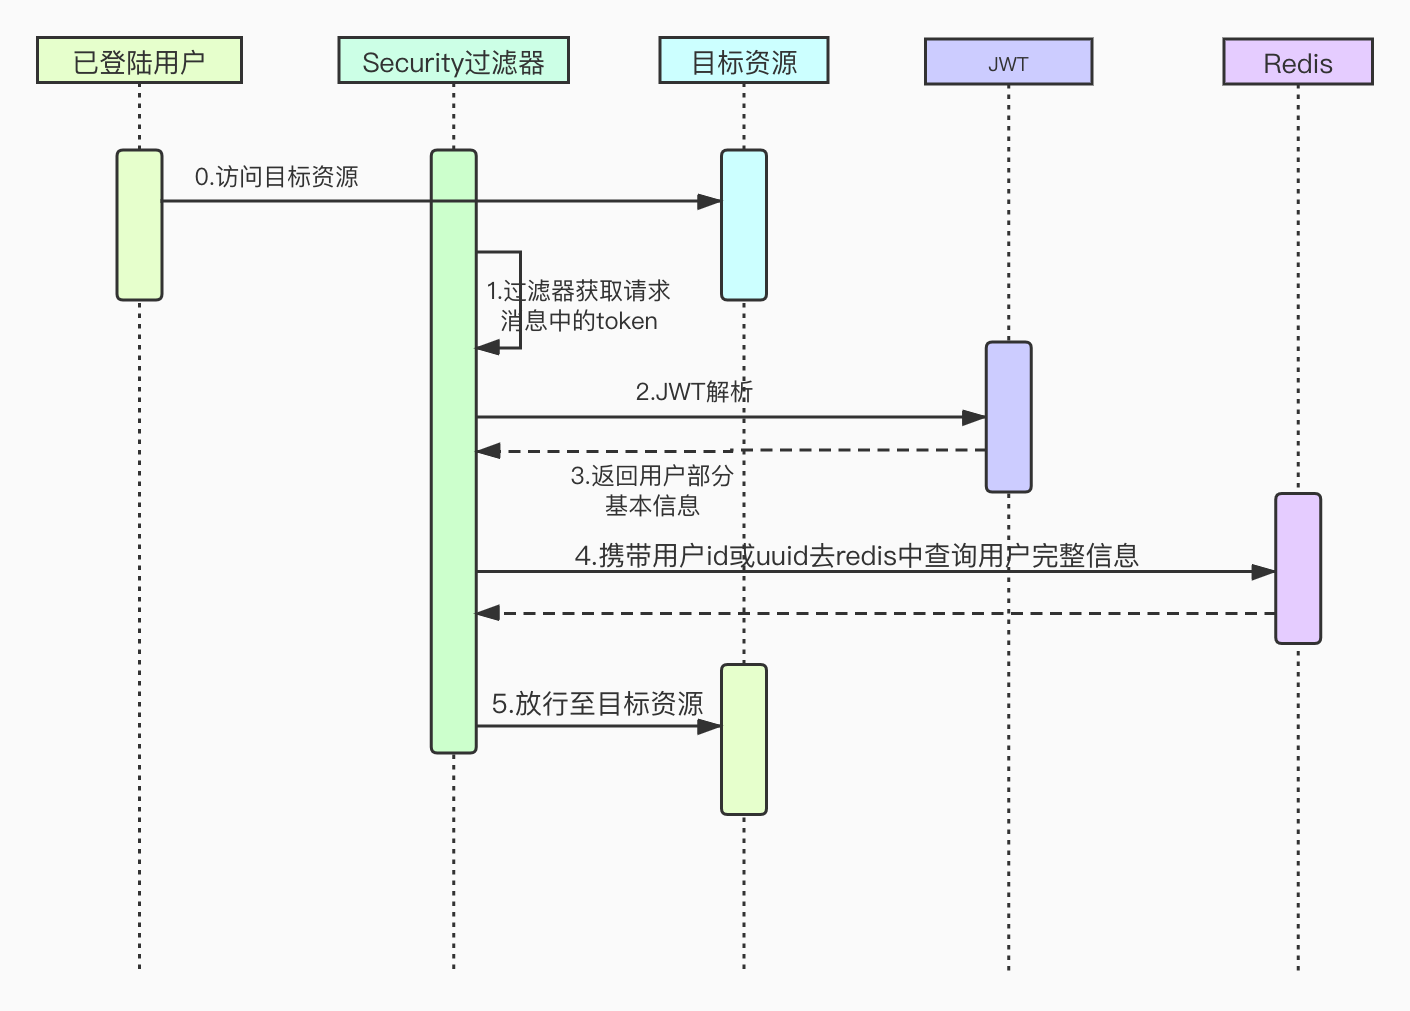 已登陆用户
Security过滤器
目标资源
JWT
Redis
0.访问目标资源
1.过滤器获取请求
消息中的token
2.JWT解析
3.返回用户部分
基本信息
4.携带用户id或uuid去redis中查询用户完整信息
5.放行至目标资源